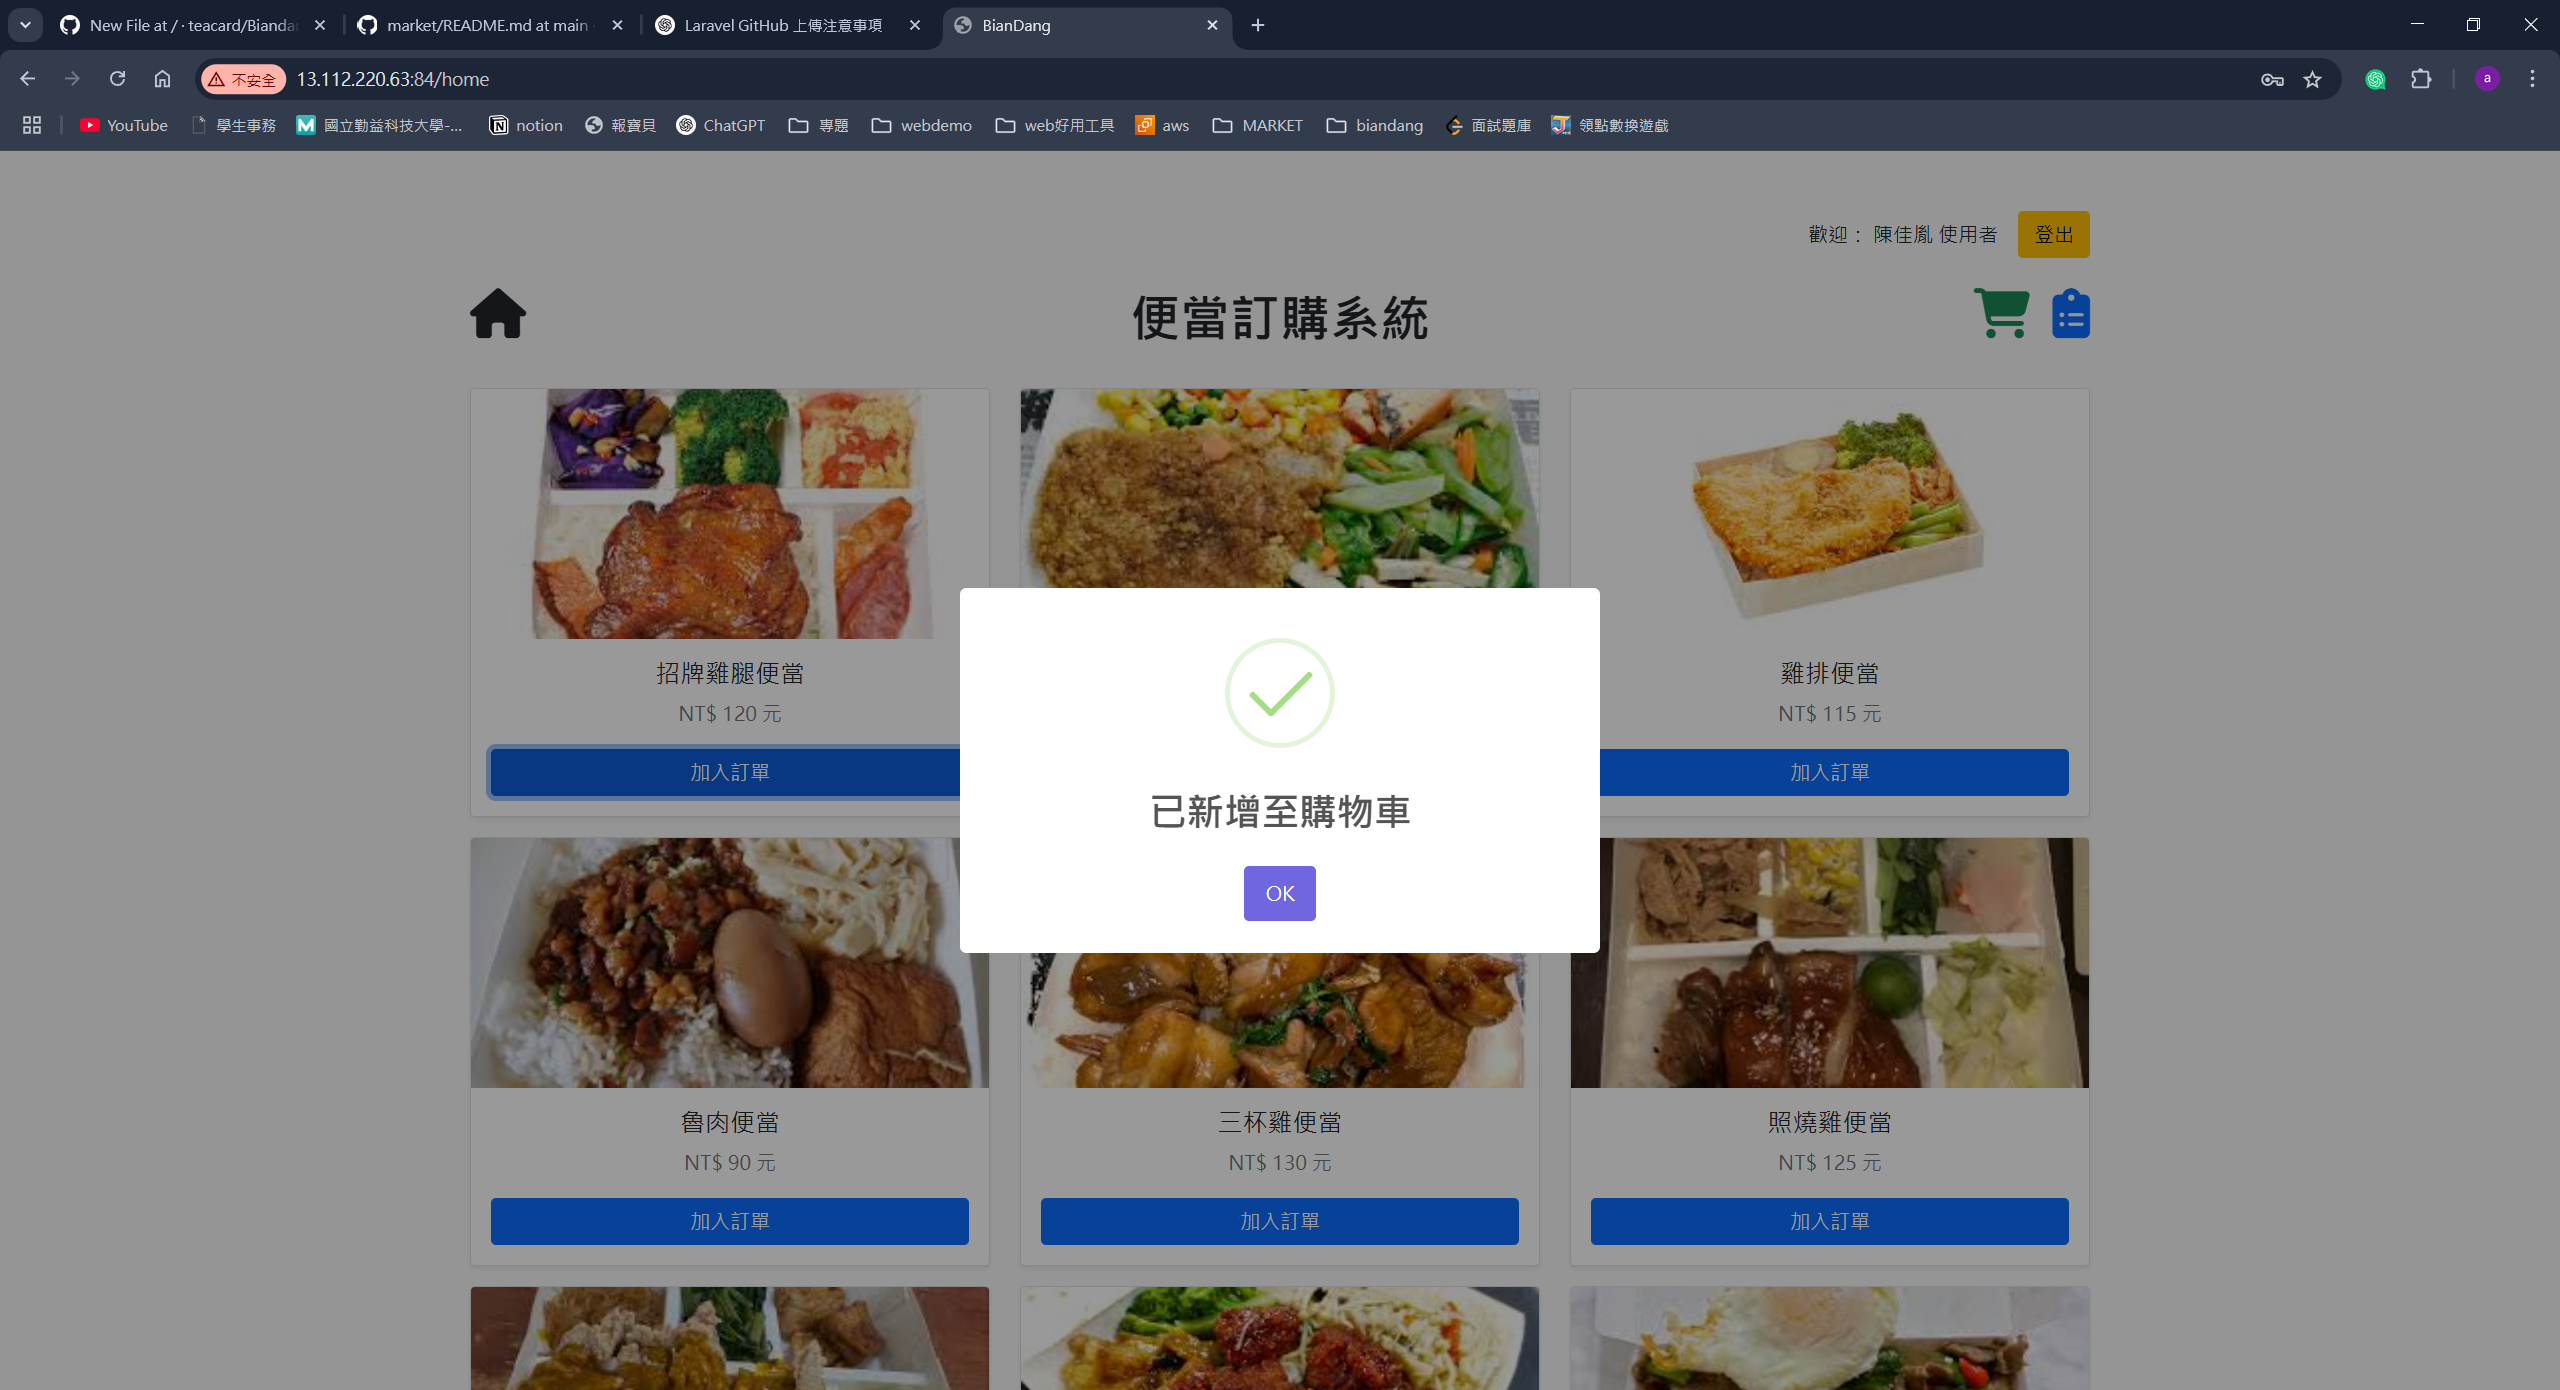 New File at / · teacard/Bianda
market/README.md at main ·
Laravel GitHub 上傳注意事項
BianDang
不安全
13.112.220.63:84/home
a
YouTube
學生事務
國立勤益科技大學-...
notion
報寶貝
ChatGPT
專題
webdemo
web好用工具
aws
MARKET
biandang
面試題庫
領點數換遊戲
歡迎： 陳佳胤 使用者
登出
便當訂購系統
招牌雞腿便當
NT$ 120 元
加入訂單
雞排便當
NT$ 115 元
加入訂單
已新增至購物車
OK
魯肉便當
NT$ 90 元
加入訂單
三杯雞便當
NT$ 130 元
加入訂單
照燒雞便當
NT$ 125 元
加入訂單